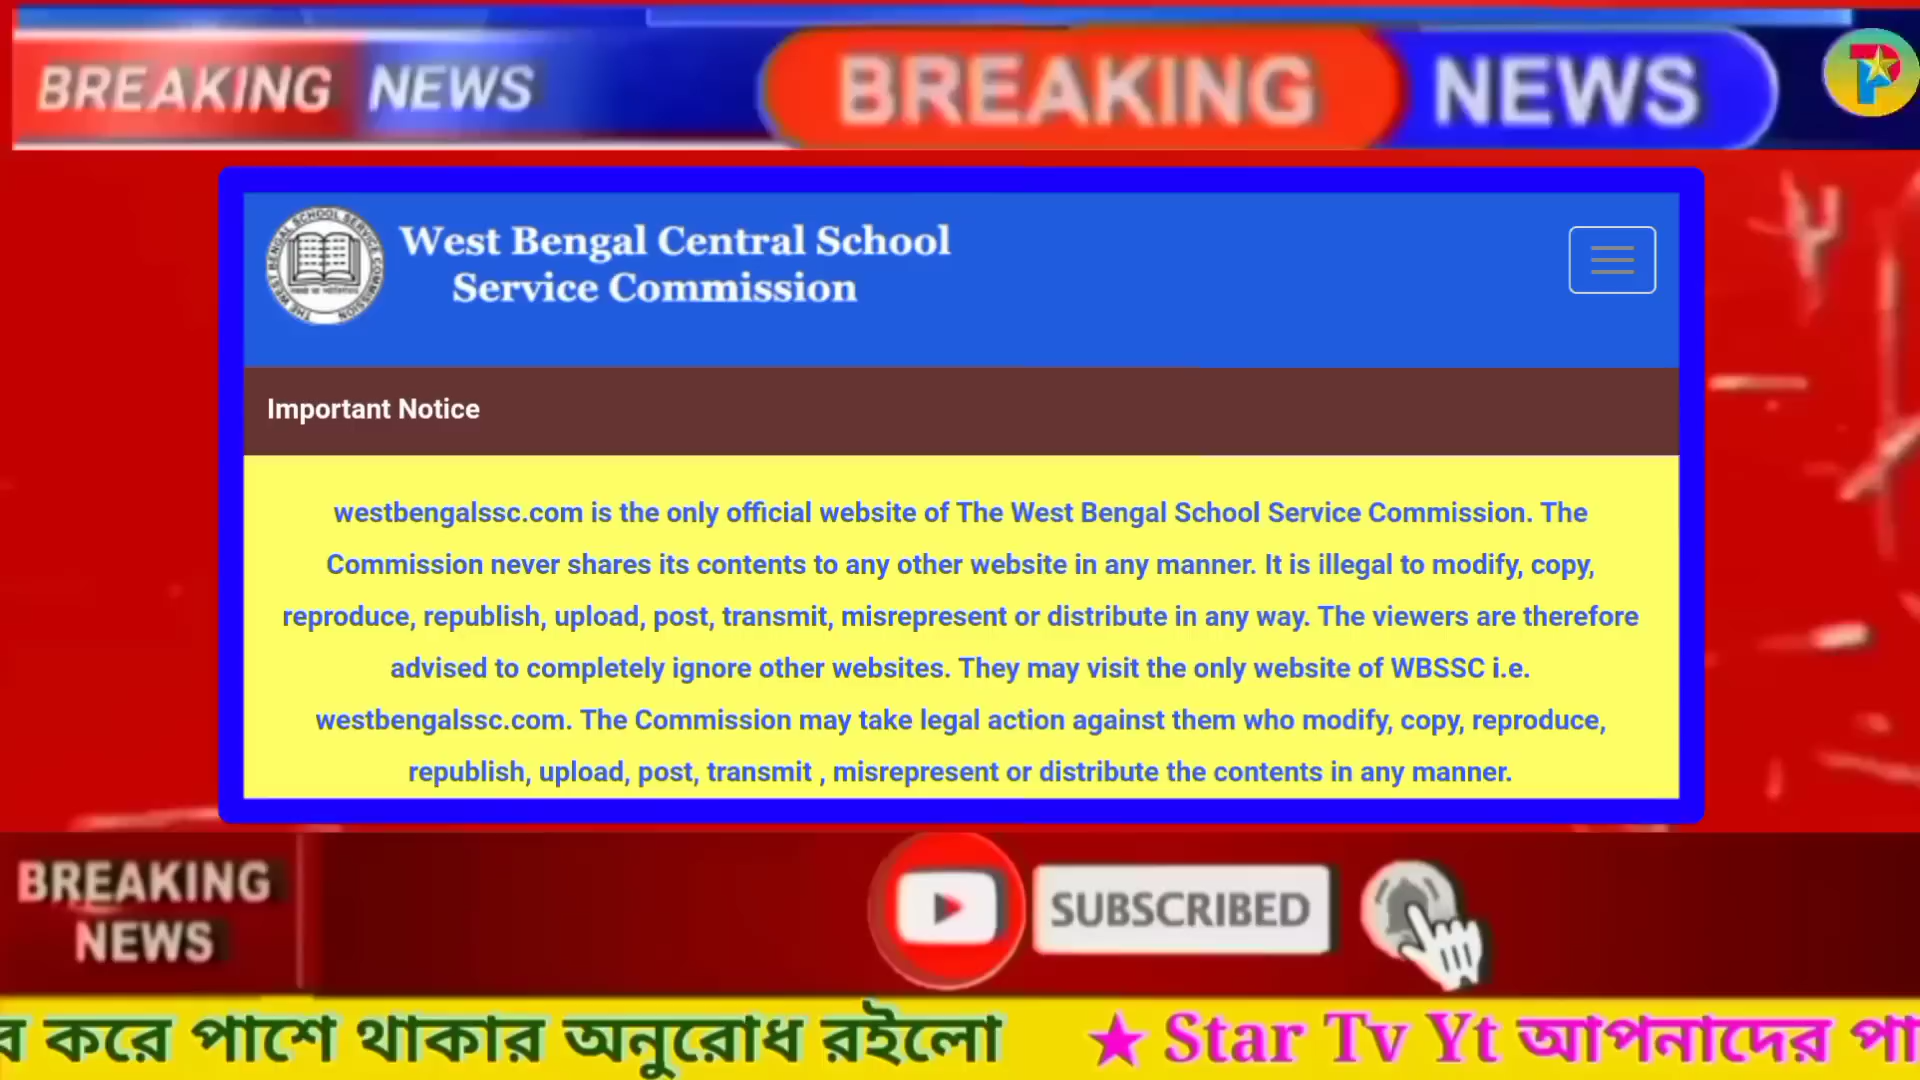 BREAKING NEWS
BREAKING NEWS
West Bengal Central School
Service Commission
Important Notice
westbengalssc.com is the only official website of The West Bengal School Service Commission. The
Commission never shares its contents to any other website in any manner. It is illegal to modify, copy,
reproduce, republish, upload, post, transmit, misrepresent or distribute in any way. The viewers are therefore
advised to completely ignore other websites. They may visit the only website of WBSSC i.e.
westbengalssc.com. The Commission may take legal action against them who modify, copy, reproduce,
republish, upload, post, transmit , misrepresent or distribute the contents in any manner.
BREAKING
NEWS
SUBSCRIBED
করে পাশে থাকার অনুরোধ রইলো ★ Star Tv Yt আপনাদের